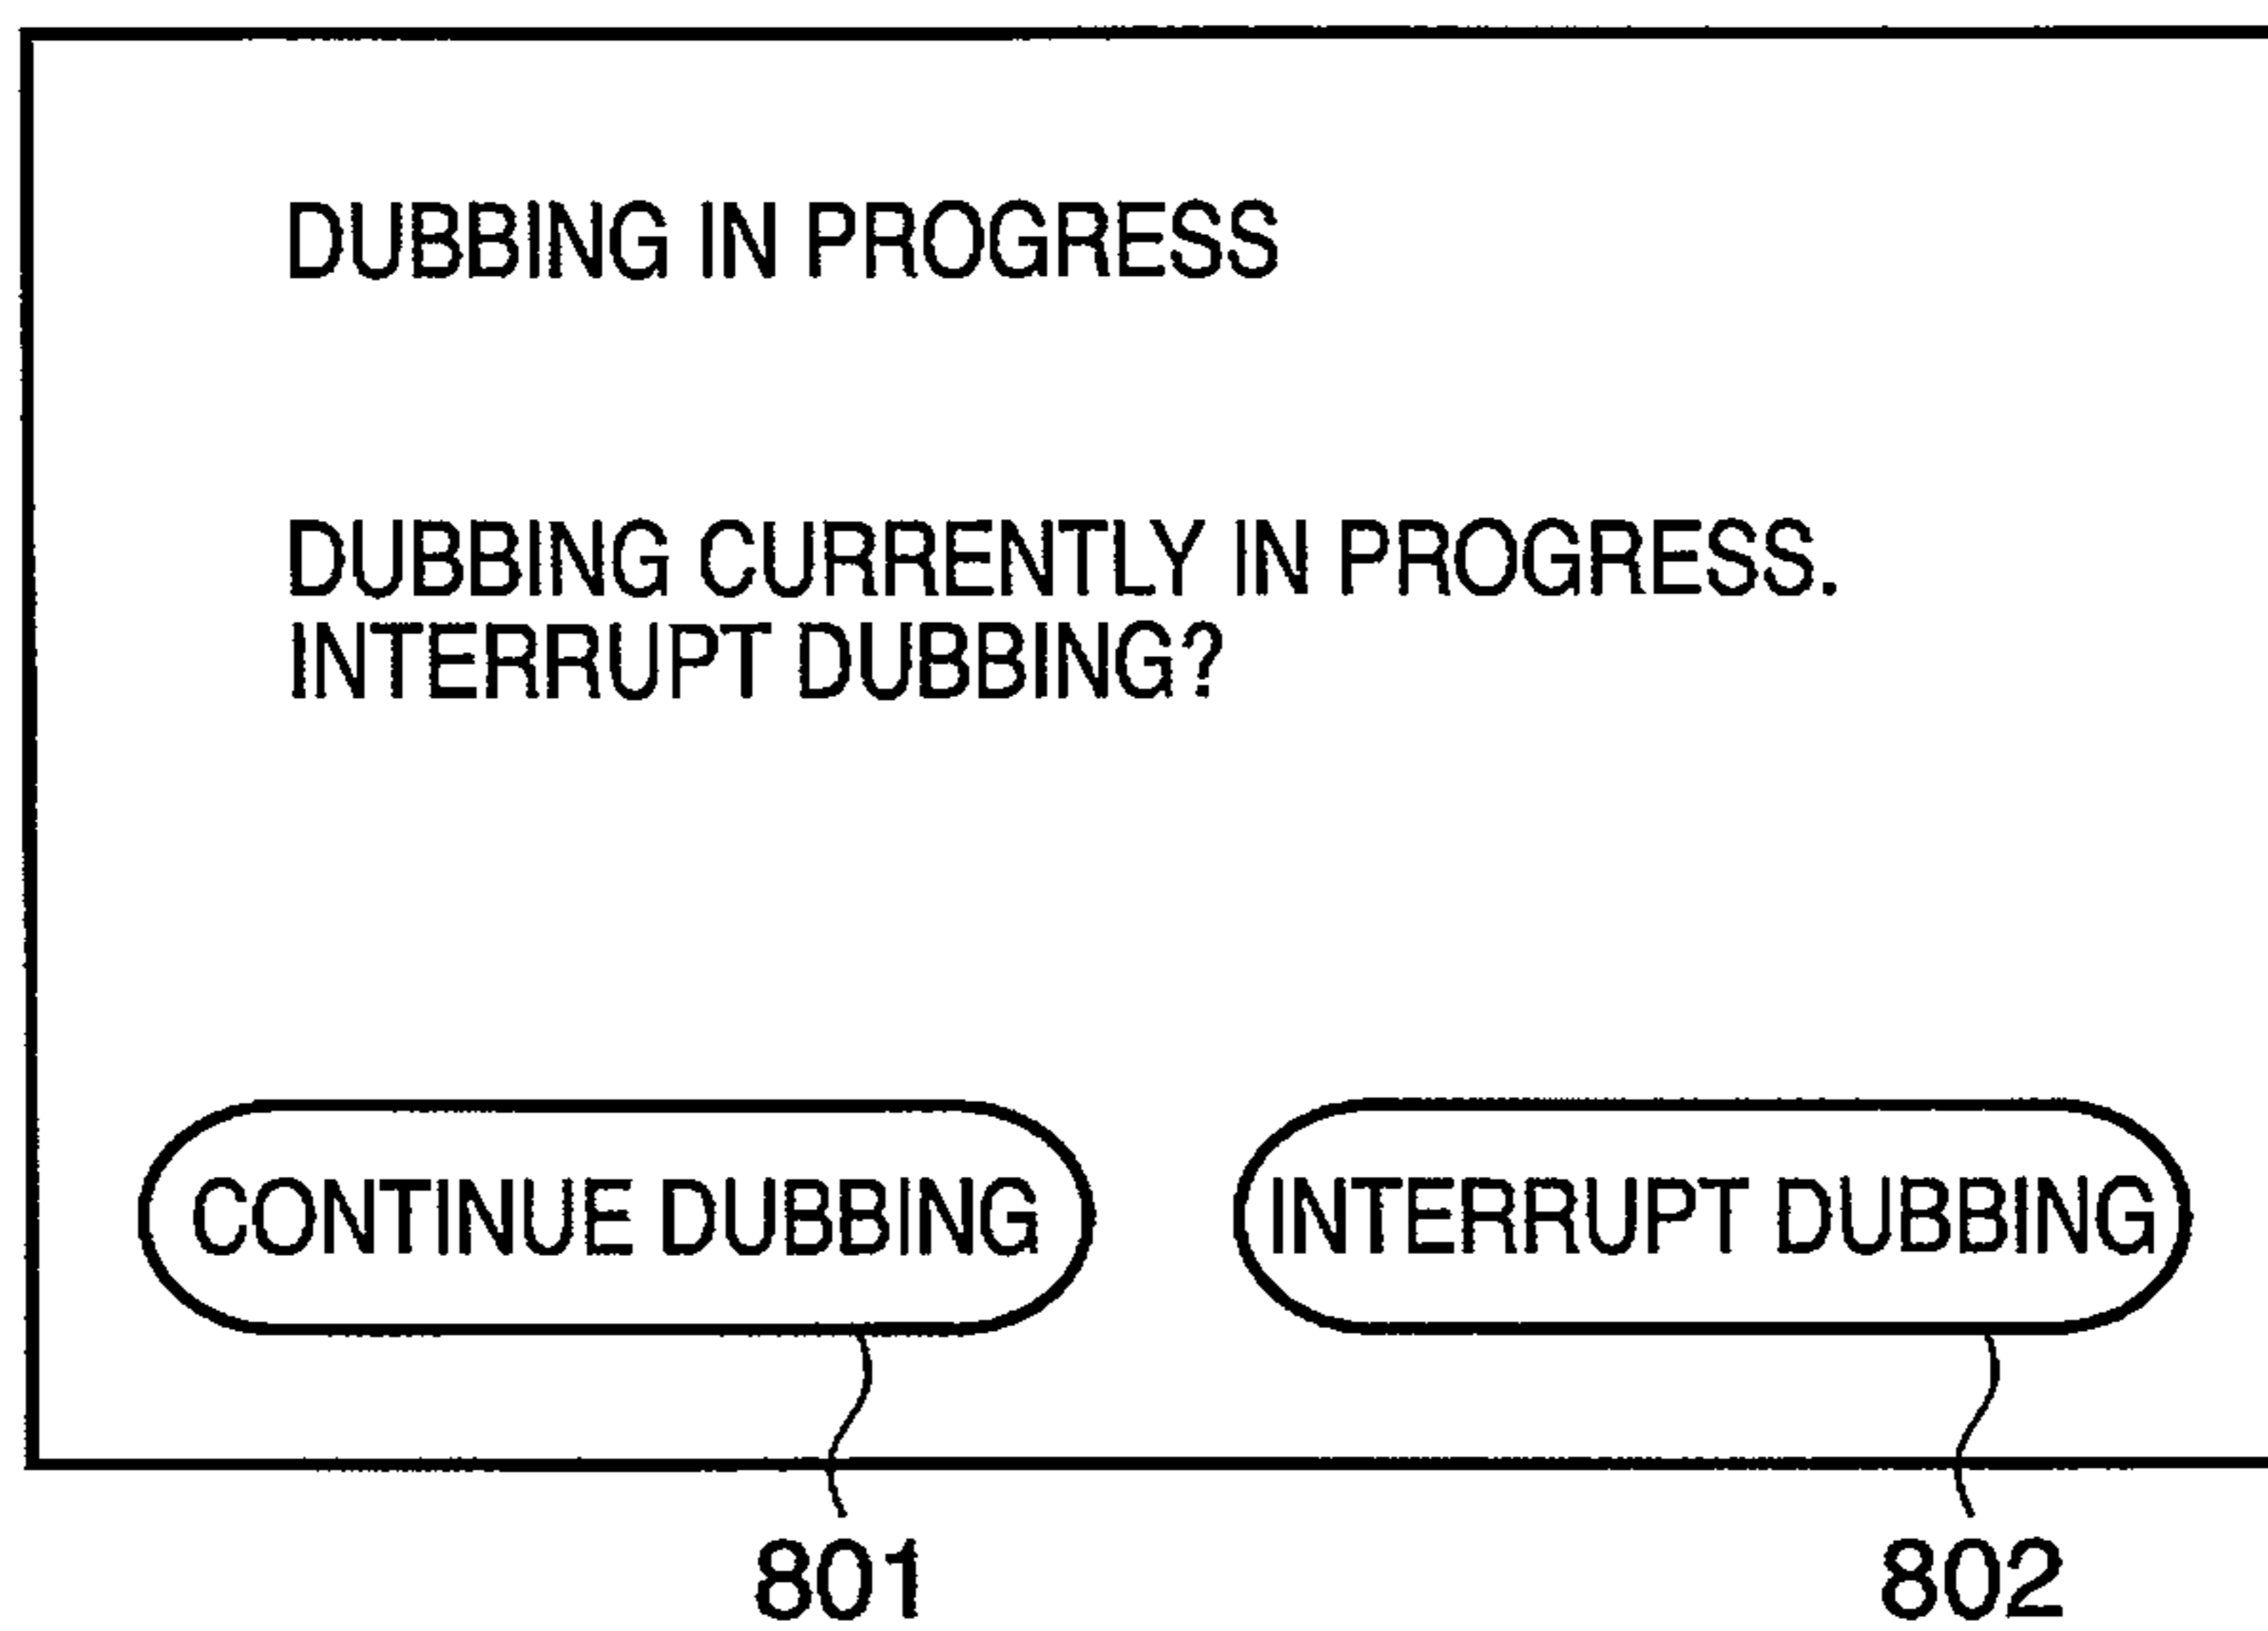 DUBBING IN PROGRESS
DUBBING CURRENTLY IN PROGRESS.
INTERRUPT DUBBING?
CONTINUE DUBBING
INTERRUPT DUBBING
801
802